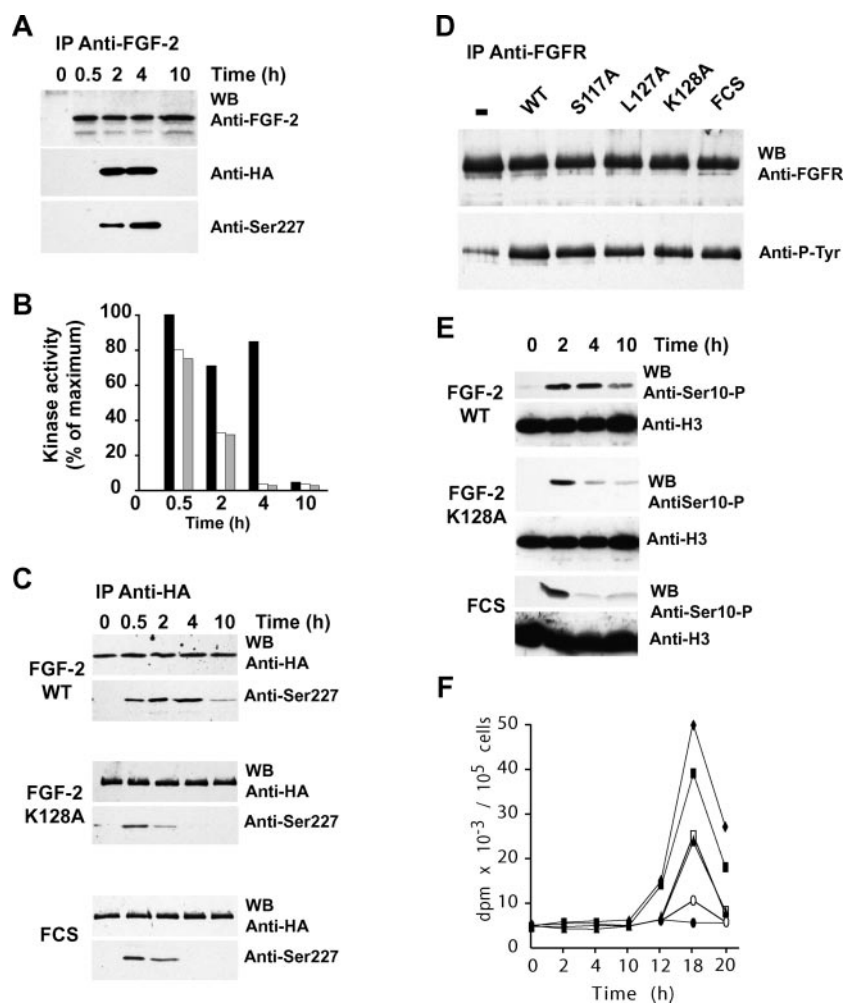 A
IP Anti-FGF-2
0 0.5 2 4 10 Time (h)
WB
Anti-FGF-2
Anti-HA
Anti-Ser227
B
Kinase activity
(% of maximum)
100
80
60
40
20
0
0 0.5 2 4 10
Time (h)
C
IP Anti-HA
0 0.5 2 4 10 Time (h)
FGF-2
WT
WB
Anti-HA
Anti-Ser227
FGF-2
K128A
WB
Anti-HA
Anti-Ser227
FCS
WB
Anti-HA
Anti-Ser227
D
IP Anti-FGFR
- WT S117A L127A K128A FCS
WB
Anti-FGFR
Anti-P-Tyr
E
0 2 4 10 Time (h)
FGF-2
WT
WB
Anti-Ser10-P
Anti-H3
FGF-2
K128A
WB
AntiSer10-P
Anti-H3
FCS
WB
Anti-Ser10-P
Anti-H3
F
dpm x 10-3 / 105 cells
50
40
30
20
10
0
0 2 4 10 12 18 20
Time (h)